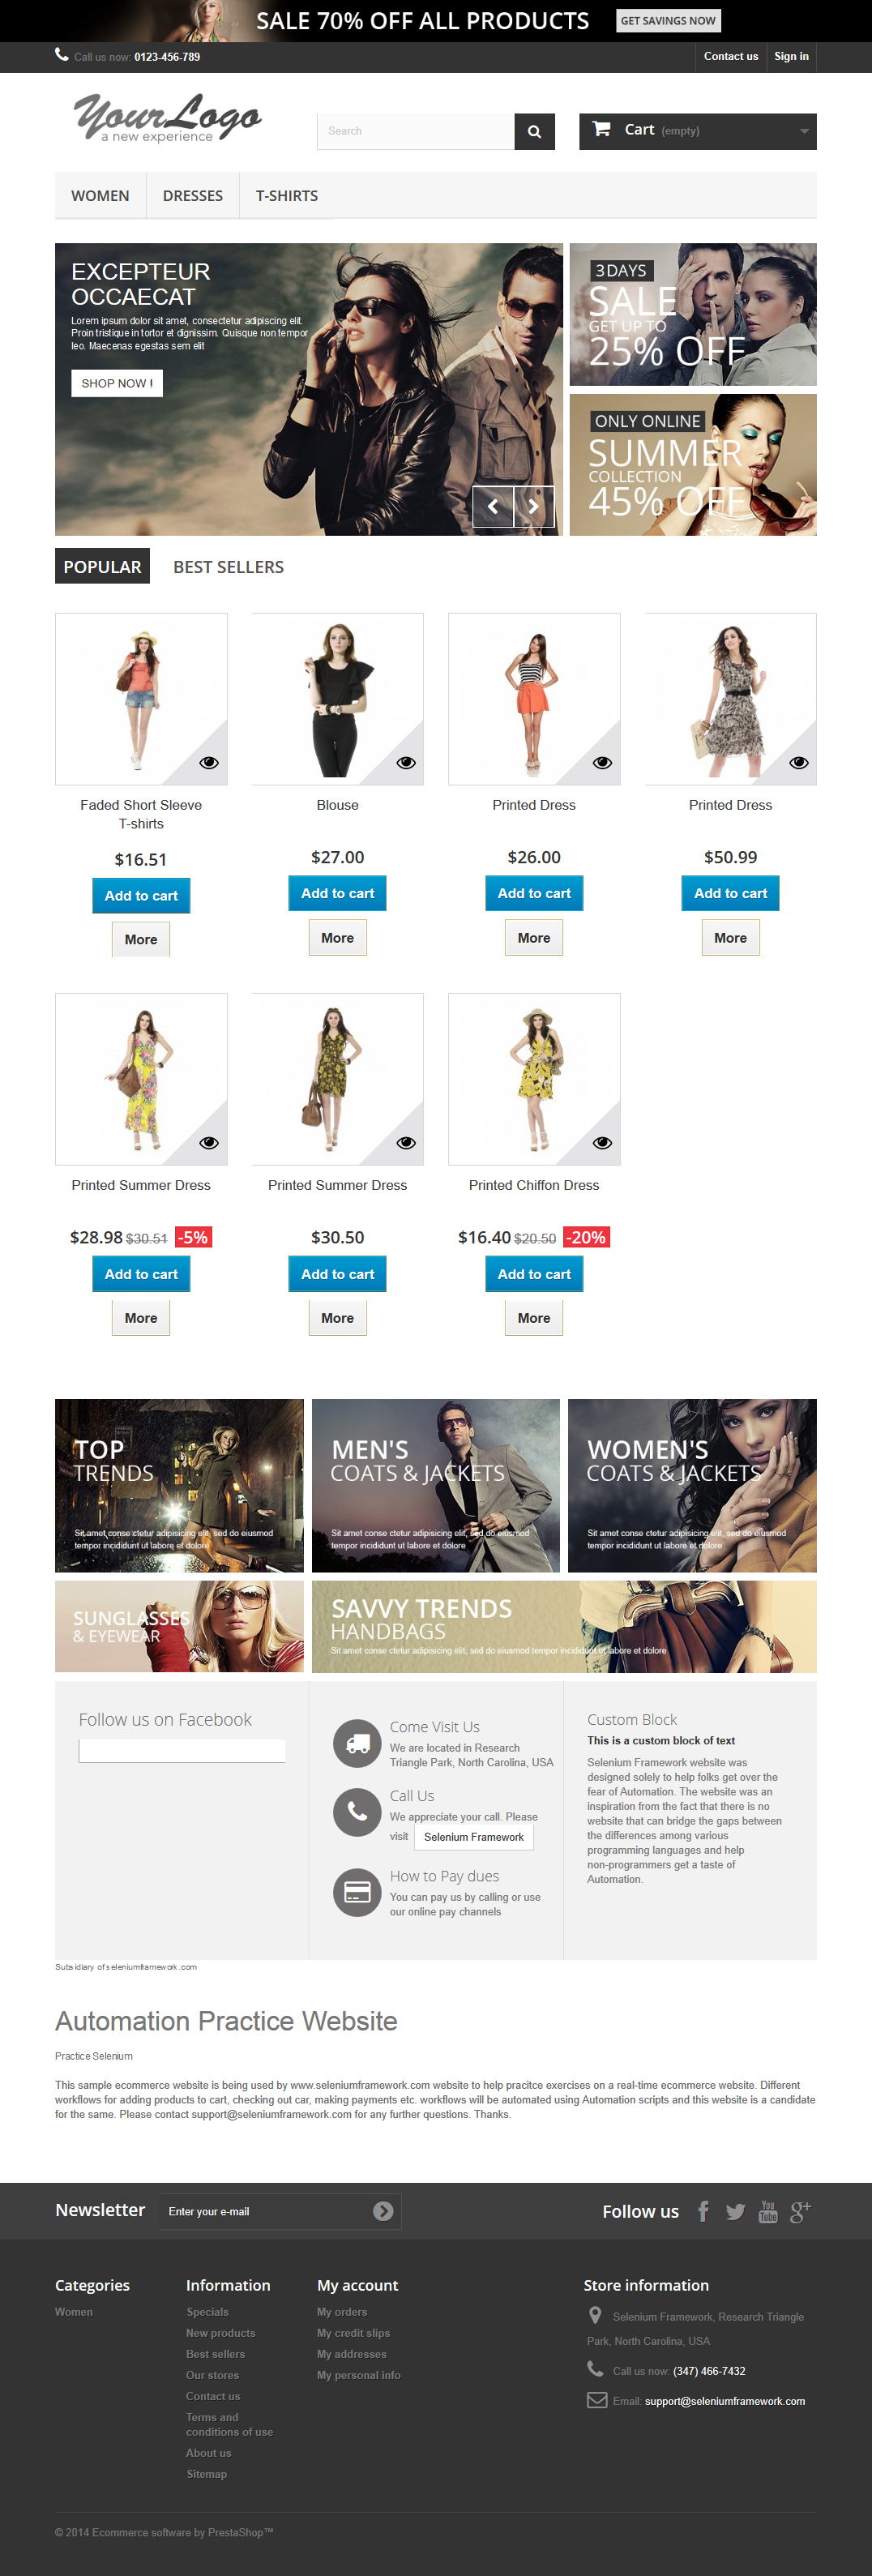 SALE 70% OFF ALL PRODUCTS GET SAVINGS NOW
Call us now: 0123-456-789
Contact us Sign in
YourLogo
a new experience
Search
Cart (empty)
WOMEN DRESSES T-SHIRTS
EXCEPTEUR
OCCAECAT
Lorem ipsum dolor sit amet, consectetur adipiscing elit.
Proin tristique in tortor et dignissim. Quisque non tempor
leo. Maecenas egestas sem elit
SHOP NOW !
3 DAYS
SALE
GET UP TO
25% OFF
ONLY ONLINE
SUMMER
COLLECTION
45% OFF
POPULAR BEST SELLERS
Faded Short Sleeve
T-shirts
$16.51
Add to cart
More
Blouse
$27.00
Add to cart
More
Printed Dress
$26.00
Add to cart
More
Printed Dress
$50.99
Add to cart
More
Printed Summer Dress
$28.98 $30.51 -5%
Add to cart
More
Printed Summer Dress
$30.50
Add to cart
More
Printed Chiffon Dress
$16.40 $20.50 -20%
Add to cart
More
TOP
TRENDS
Sit amet conse ctetur adipisicing elit, sed do eiusmod
tempor incididunt ut labore et dolore
MEN'S
COATS & JACKETS
Sit amet conse ctetur adipisicing elit, sed do eiusmod
tempor incididunt ut labore et dolore
WOMEN'S
COATS & JACKETS
Sit amet conse ctetur adipisicing elit, sed do eiusmod
tempor incididunt ut labore et dolore
SUNGLASSES
& EYEWEAR
SAVVY TRENDS
HANDBAGS
Sit amet conse ctetur adipisicing elit, sed do eiusmod tempor incididunt ut labore et dolore
Follow us on Facebook
Come Visit Us
We are located in Research
Triangle Park, North Carolina, USA
Call Us
We appreciate your call. Please
visit Selenium Framework
How to Pay dues
You can pay us by calling or use
our online pay channels
Custom Block
This is a custom block of text
Selenium Framework website was
designed solely to help folks get over the
fear of Automation. The website was an
inspiration from the fact that there is no
website that can bridge the gaps between
the differences among various
programming languages and help
non-programmers get a taste of
Automation.
Subsidiary of seleniumframework.com
Automation Practice Website
Practice Selenium
This sample ecommerce website is being used by www.seleniumframework.com website to help pracitce exercises on a real-time ecommerce website. Different
workflows for adding products to cart, checking out car, making payments etc. workflows will be automated using Automation scripts and this website is a candidate
for the same. Please contact support@seleniumframework.com for any further questions. Thanks.
Newsletter Enter your e-mail
Follow us
You
Tube
Categories
Women
Information
Specials
New products
Best sellers
Our stores
Contact us
Terms and
conditions of use
About us
Sitemap
My account
My orders
My credit slips
My addresses
My personal info
Store information
Selenium Framework, Research Triangle
Park, North Carolina, USA
Call us now: (347) 466-7432
Email: support@seleniumframework.com
© 2014 Ecommerce software by PrestaShop™